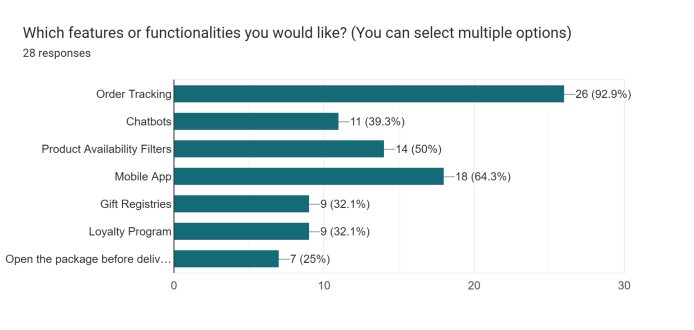 Which features or functionalities you would like? (You can select multiple options)
28 responses
Order Tracking 26 (92.9%)
Chatbots 11 (39.3%)
Product Availability Filters 14 (50%)
Mobile App 18 (64.3%)
Gift Registries 9 (32.1%)
Loyalty Program 9 (32.1%)
Open the package before deliv… 7 (25%)
0 10 20 30